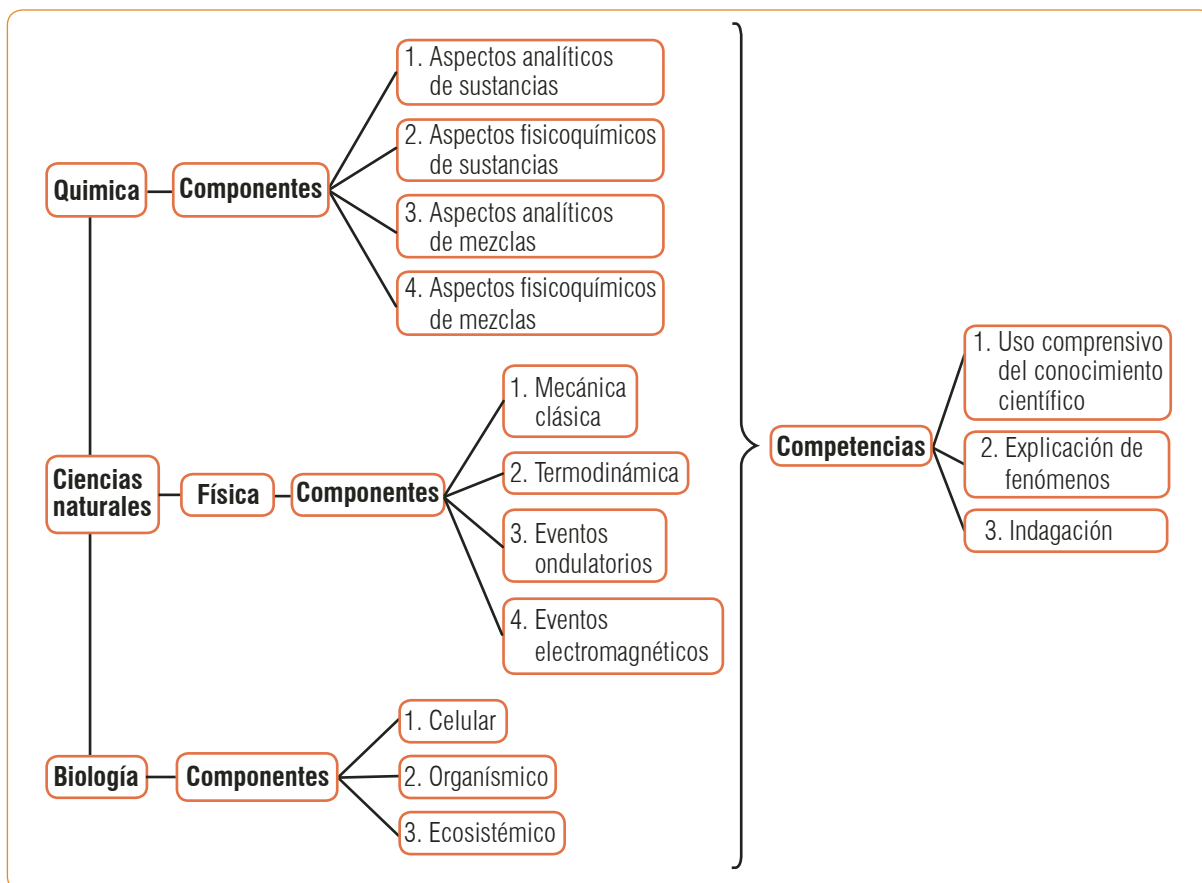 Quimica
Componentes
1. Aspectos analíticos
de sustancias
2. Aspectos fisicoquímicos
de sustancias
3. Aspectos analíticos
de mezclas
4. Aspectos fisicoquímicos
de mezclas
Ciencias
naturales
Física
Componentes
1. Mecánica
clásica
2. Termodinámica
3. Eventos
ondulatorios
4. Eventos
electromagnéticos
Biología
Componentes
1. Celular
2. Organísmico
3. Ecosistémico
Competencias
1. Uso comprensivo
del conocimiento
científico
2. Explicación de
fenómenos
3. Indagación